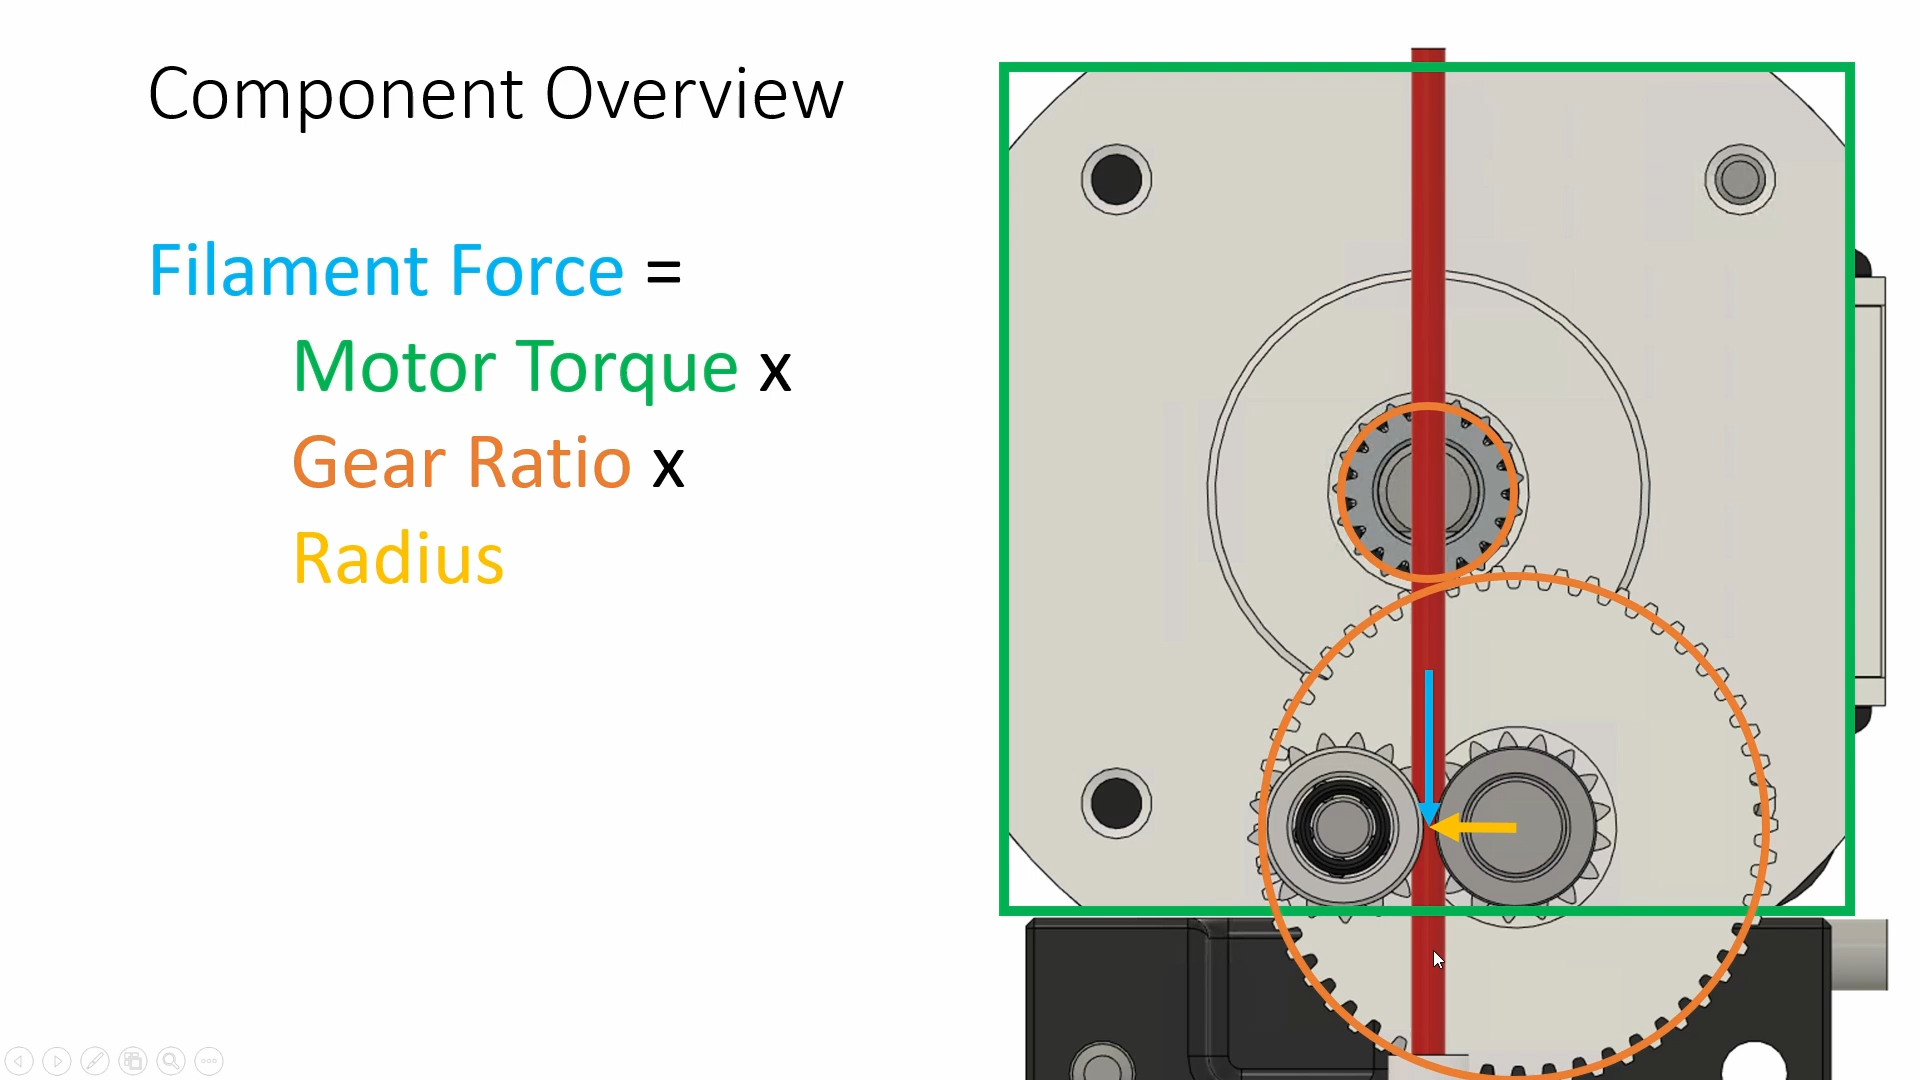 Component Overview
Filament Force =
Motor Torque x
Gear Ratio x
Radius